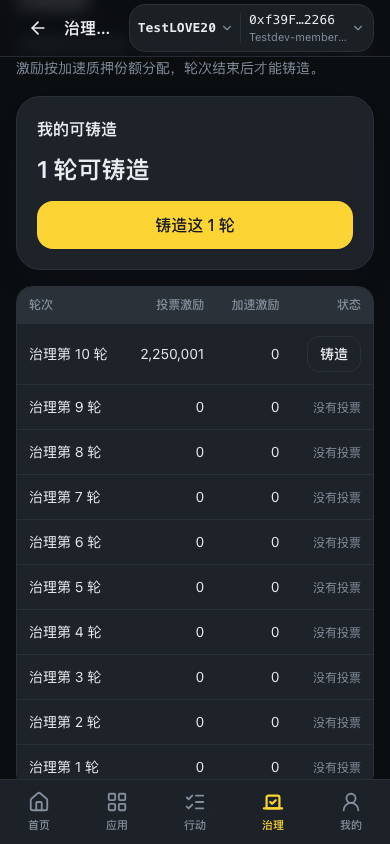 治理...
TestLOVE20
0xf39F...2266
Testdev-member...
激励按加速质押份额分配，轮次结束后才能铸造。
我的可铸造
1 轮可铸造
铸造这 1 轮
轮次 投票激励 加速激励 状态
治理第 10 轮 2,250,001 0 铸造
治理第 9 轮 0 0 没有投票
治理第 8 轮 0 0 没有投票
治理第 7 轮 0 0 没有投票
治理第 6 轮 0 0 没有投票
治理第 5 轮 0 0 没有投票
治理第 4 轮 0 0 没有投票
治理第 3 轮 0 0 没有投票
治理第 2 轮 0 0 没有投票
治理第 1 轮 0 0 没有投票
首页 应用 行动 治理 我的